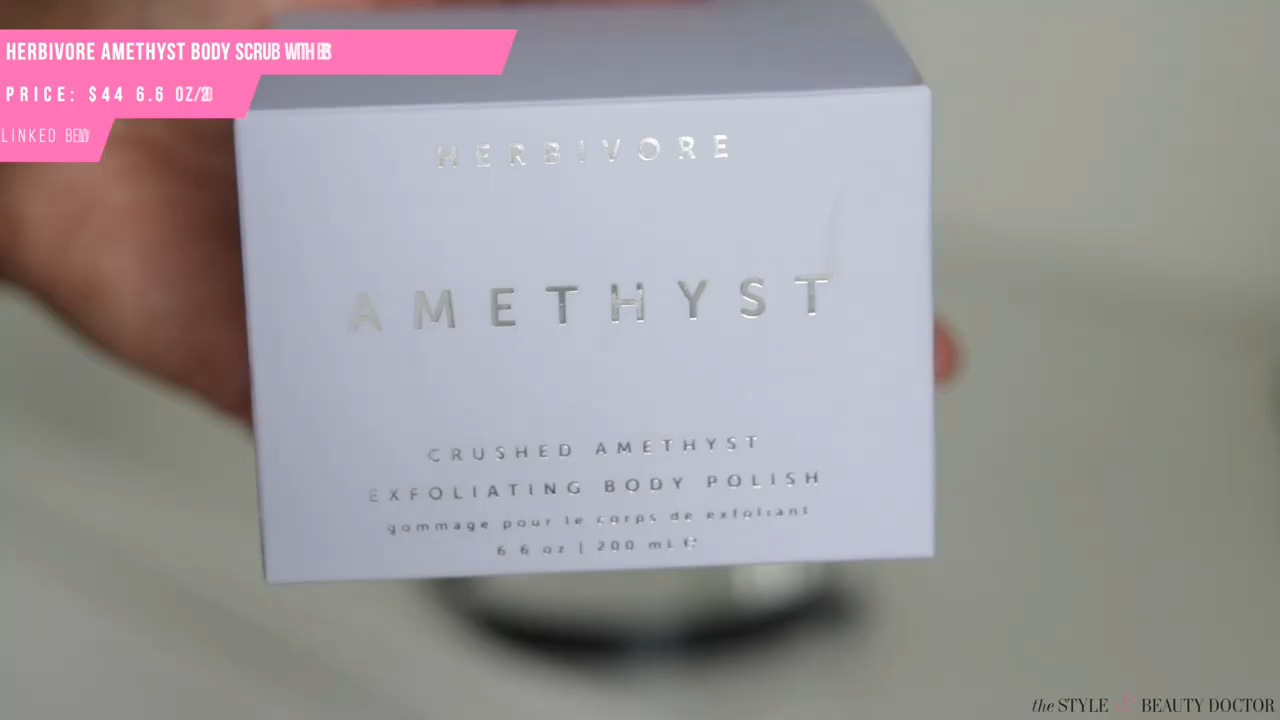 HERBIVORE AMETHYST BODY SCRUB WITH
PRICE: $44 6.6 OZ/
LINKED
HERBIVORE
AMETHYST
CRUSHED AMETHYST
EXFOLIATING BODY POLISH
gommage pour le corps de exfoliant
6.6 oz | 200 mL e
the STYLE & BEAUTY DOCTOR